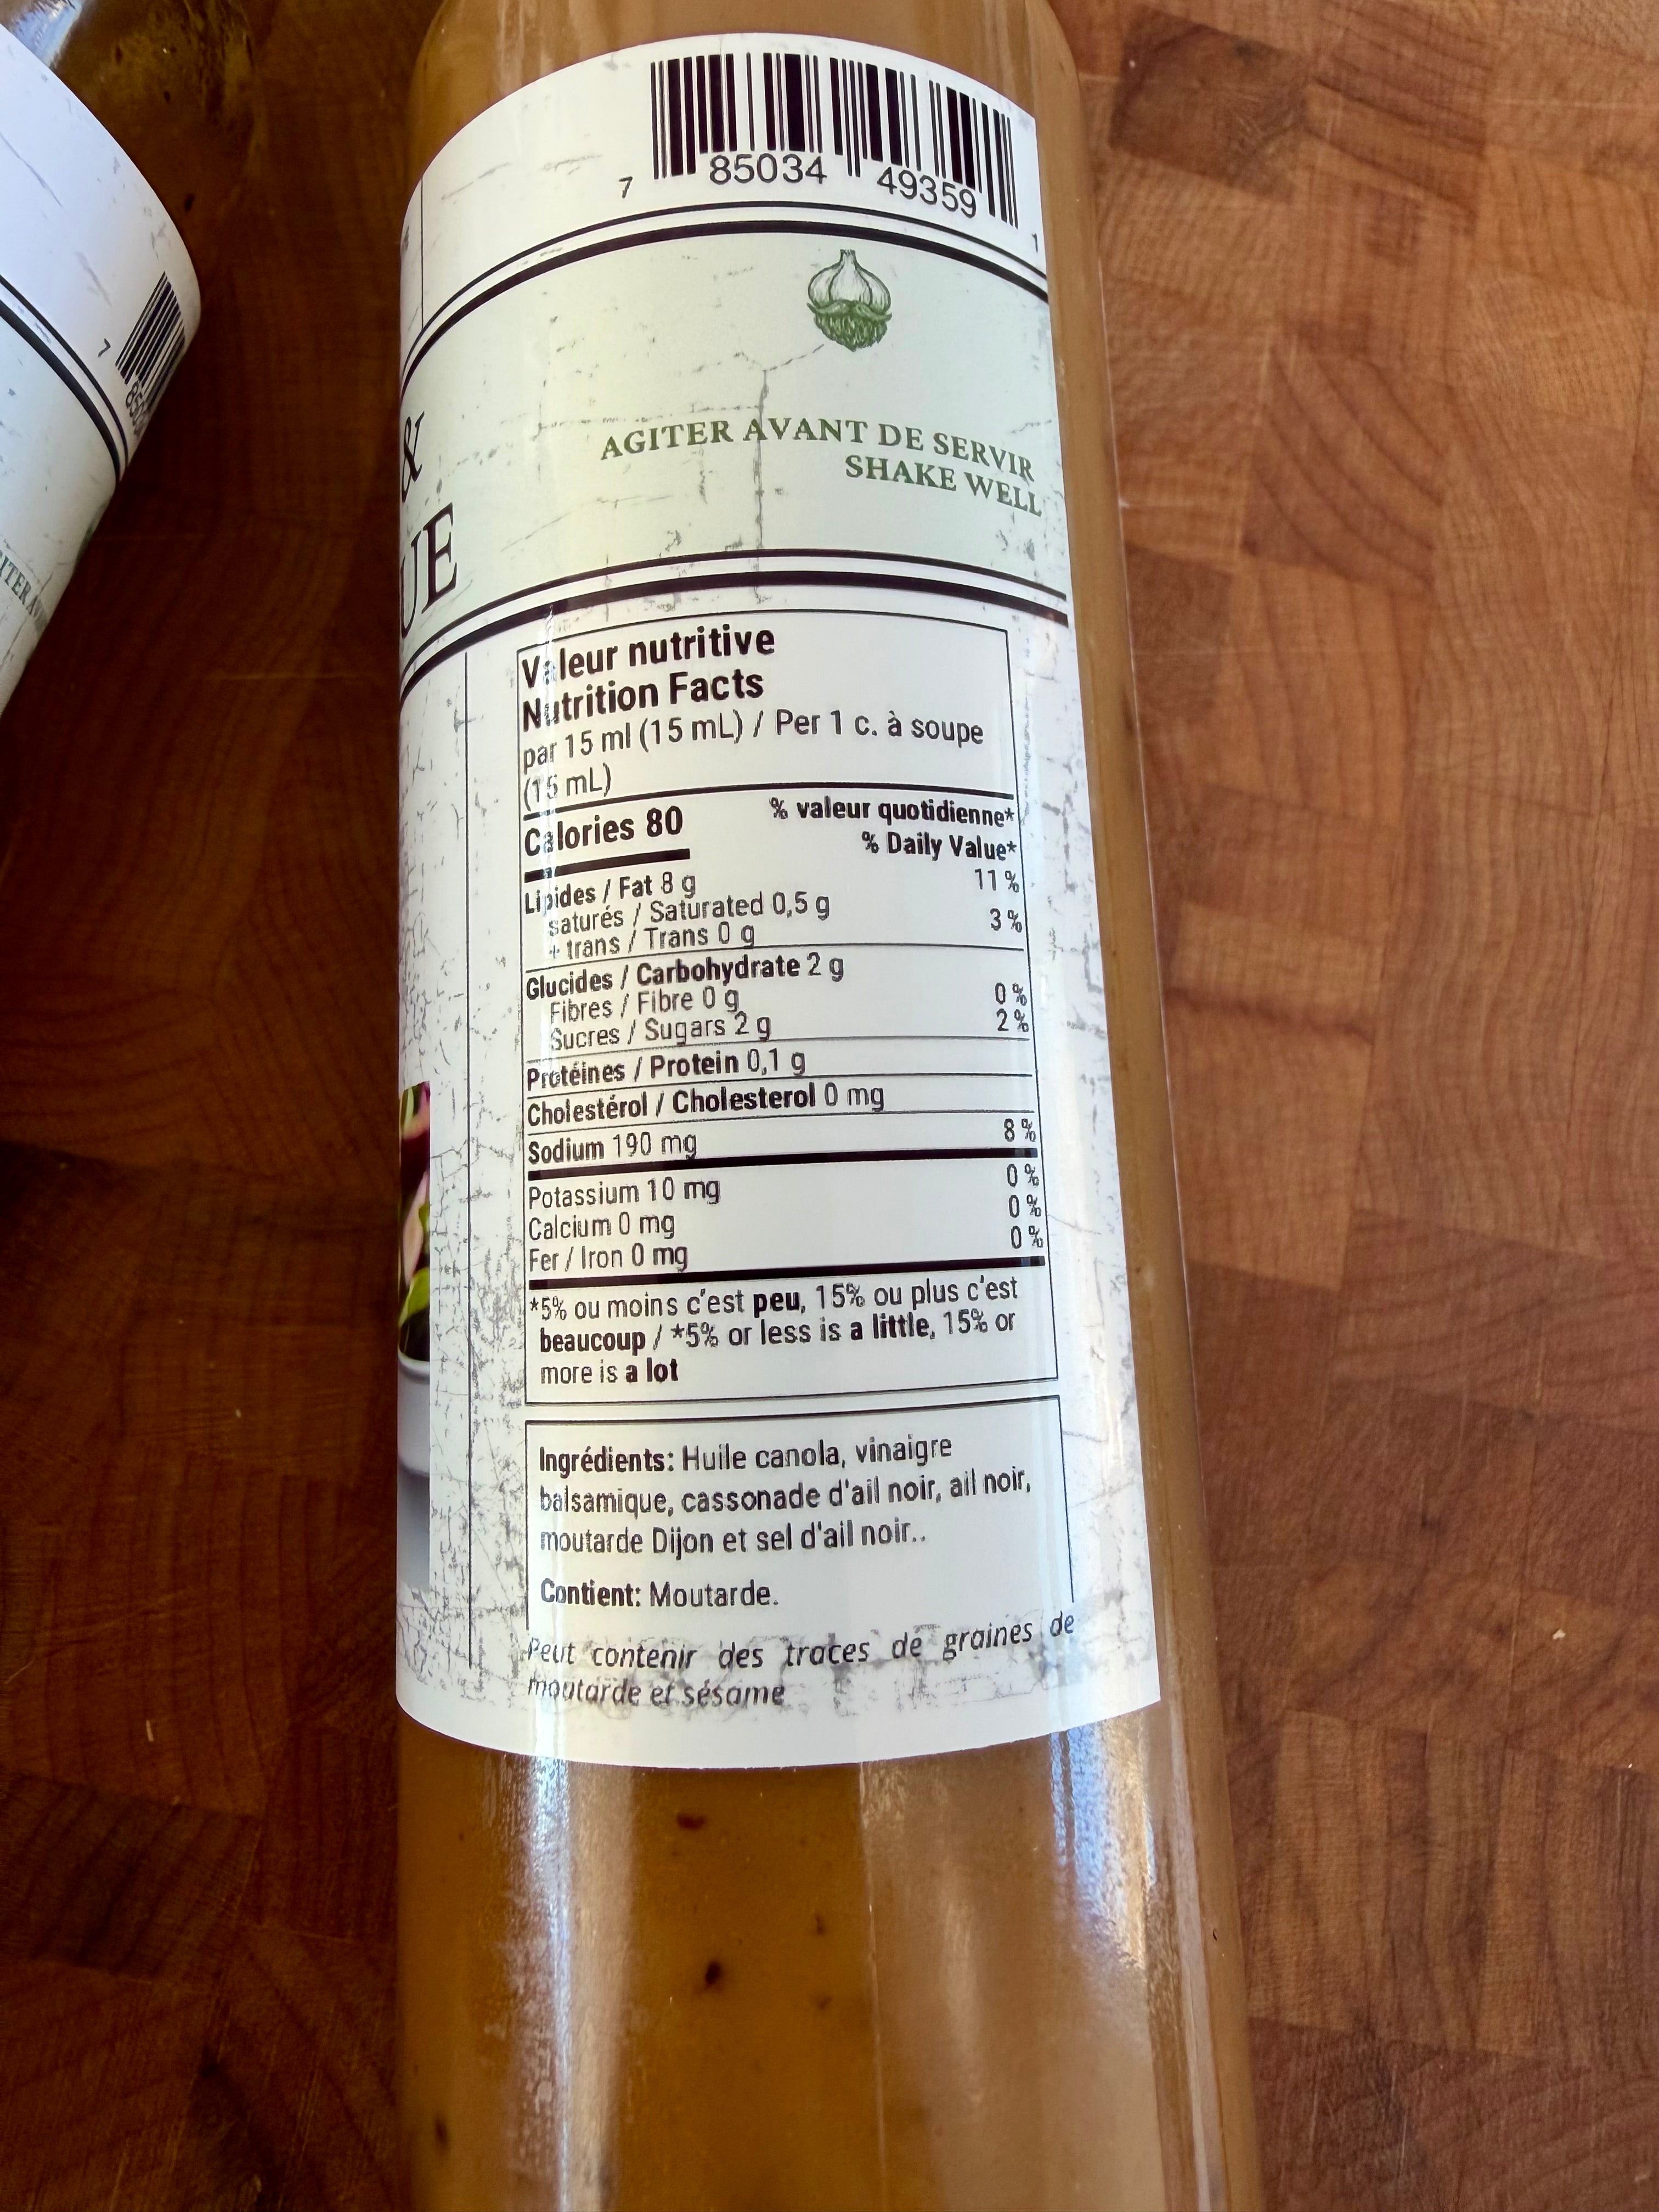 7 85034 49359 1
&
UE
AGITER AVANT DE SERVIR
SHAKE WELL
Valeur nutritive
Nutrition Facts
par 15 ml (15 mL) / Per 1 c. à soupe
(15 mL)
Calories 80
% valeur quotidienne*
% Daily Value*
Lipides / Fat 8 g 11 %
saturés / Saturated 0,5 g
+ trans / Trans 0 g 3 %
Glucides / Carbohydrate 2 g
Fibres / Fibre 0 g 0 %
Sucres / Sugars 2 g 2 %
Protéines / Protein 0,1 g
Cholestérol / Cholesterol 0 mg
Sodium 190 mg 8 %
Potassium 10 mg 0 %
Calcium 0 mg 0 %
Fer / Iron 0 mg 0 %
*5% ou moins c'est peu, 15% ou plus c'est
beaucoup / *5% or less is a little, 15% or
more is a lot
Ingrédients: Huile canola, vinaigre
balsamique, cassonade d'ail noir, ail noir,
moutarde Dijon et sel d'ail noir..
Contient: Moutarde.
Peut contenir des traces de graines de
moutarde et sésame
7